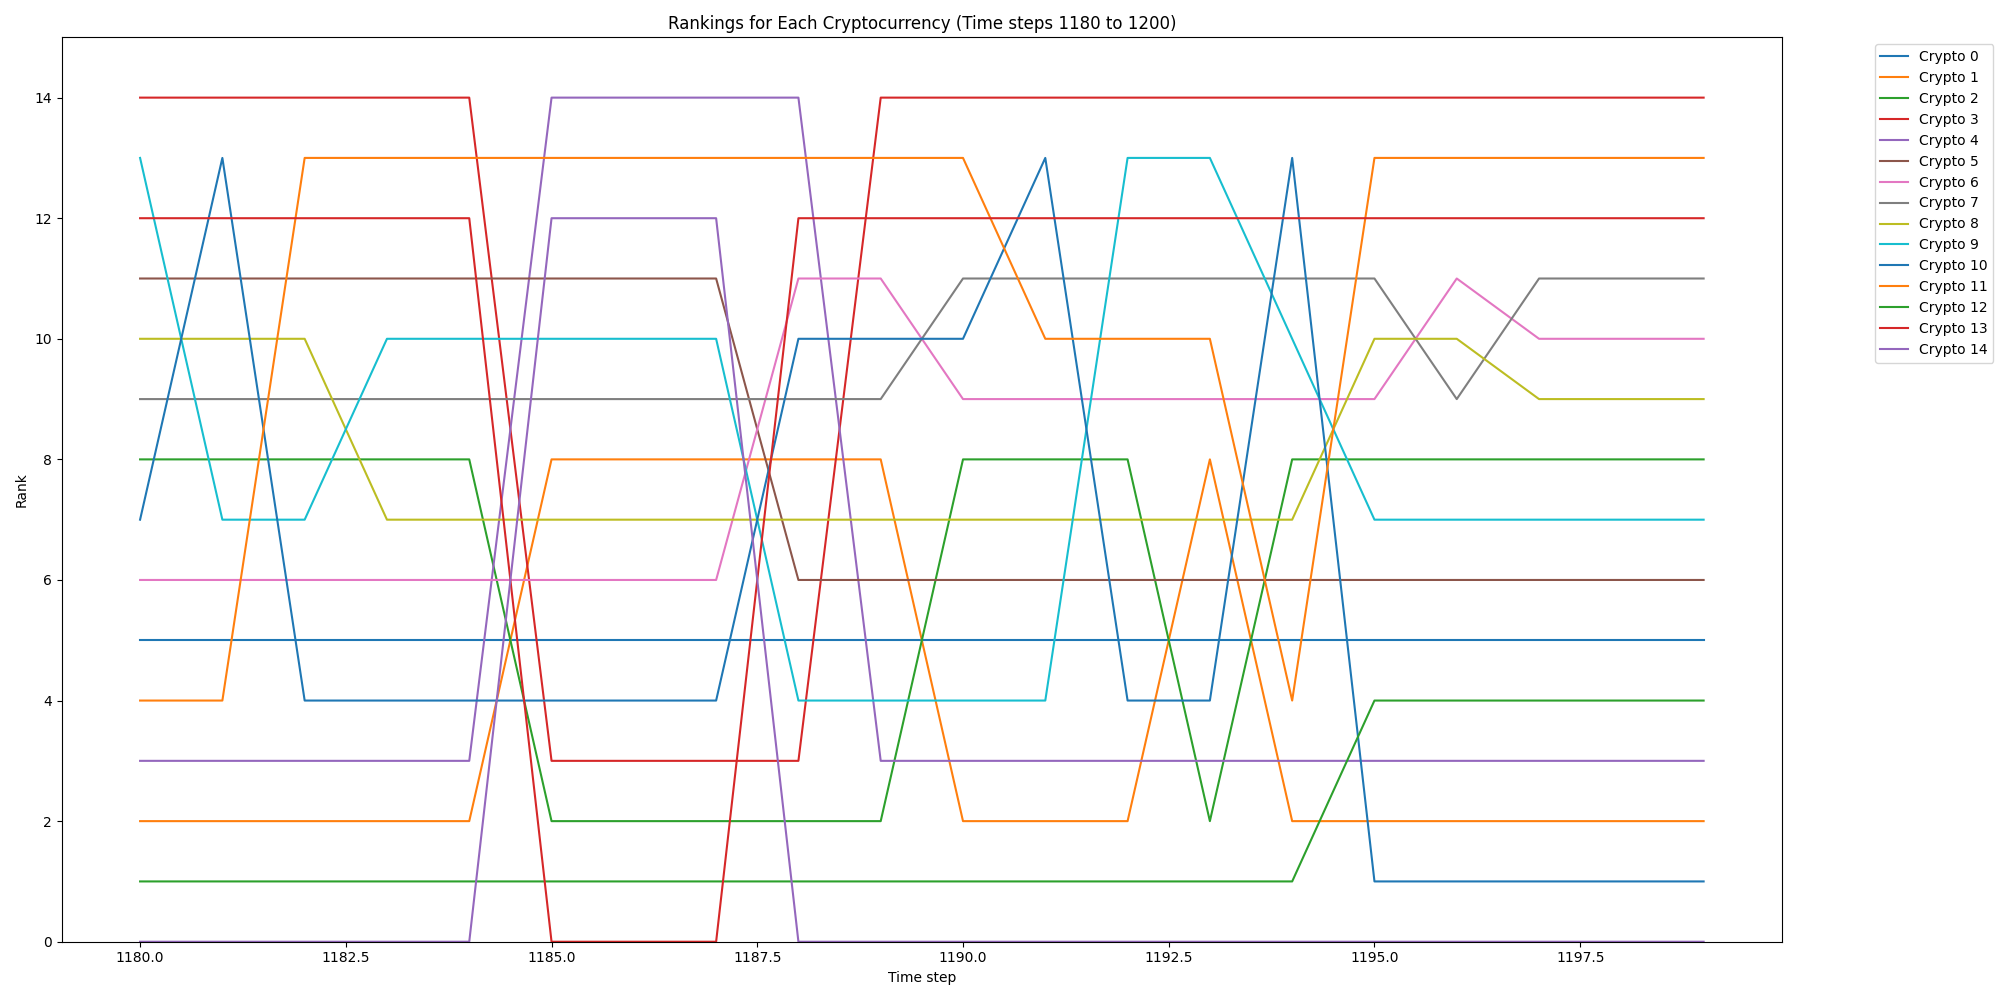 Rankings for Each Cryptocurrency (Time steps 1180 to 1200)
Rank
14
12
10
8
6
4
2
0
1180.0
1182.5
1185.0
1187.5
1190.0
1192.5
1195.0
1197.5
Time step
Crypto 0
Crypto 1
Crypto 2
Crypto 3
Crypto 4
Crypto 5
Crypto 6
Crypto 7
Crypto 8
Crypto 9
Crypto 10
Crypto 11
Crypto 12
Crypto 13
Crypto 14